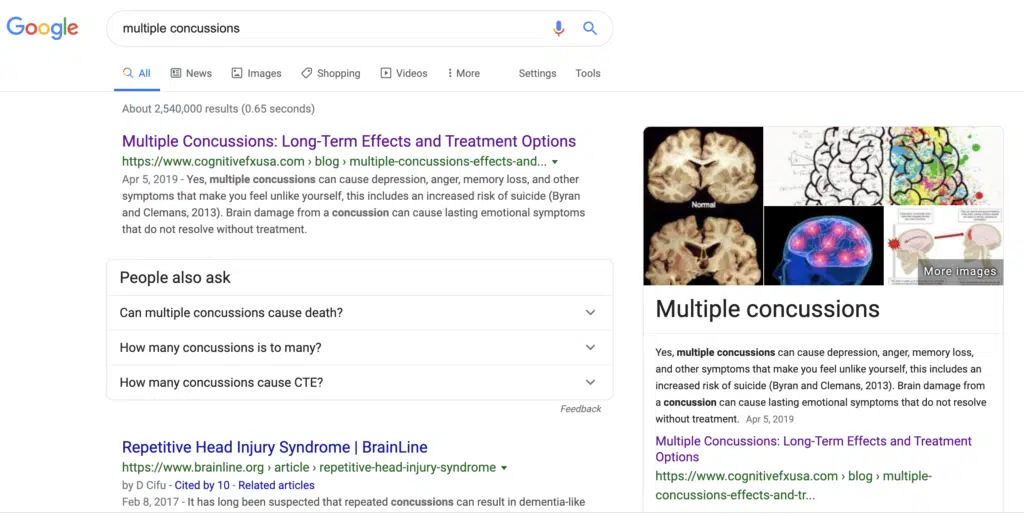 Google
multiple concussions
All
News
Images
Shopping
Videos
More
Settings
Tools
About 2,540,000 results (0.65 seconds)
Multiple Concussions: Long-Term Effects and Treatment Options
https://www.cognitivefxusa.com › blog › multiple-concussions-effects-and...
Apr 5, 2019 - Yes, multiple concussions can cause depression, anger, memory loss, and other
symptoms that make you feel unlike yourself, this includes an increased risk of suicide (Byran
and Clemans, 2013). Brain damage from a concussion can cause lasting emotional symptoms
that do not resolve without treatment.
People also ask
Can multiple concussions cause death?
How many concussions is to many?
How many concussions cause CTE?
Feedback
Repetitive Head Injury Syndrome | BrainLine
https://www.brainline.org › article › repetitive-head-injury-syndrome
by D Cifu - Cited by 10 - Related articles
Feb 8, 2017 - It has long been suspected that repeated concussions can result in dementia-like
Normal
More images
Multiple concussions
Yes, multiple concussions can cause depression, anger, memory loss,
and other symptoms that make you feel unlike yourself, this includes an
increased risk of suicide (Byran and Clemans, 2013). Brain damage from
a concussion can cause lasting emotional symptoms that do not resolve
without treatment. Apr 5, 2019
Multiple Concussions: Long-Term Effects and Treatment
Options
https://www.cognitivefxusa.com › blog › multiple-
concussions-effects-and-tr...